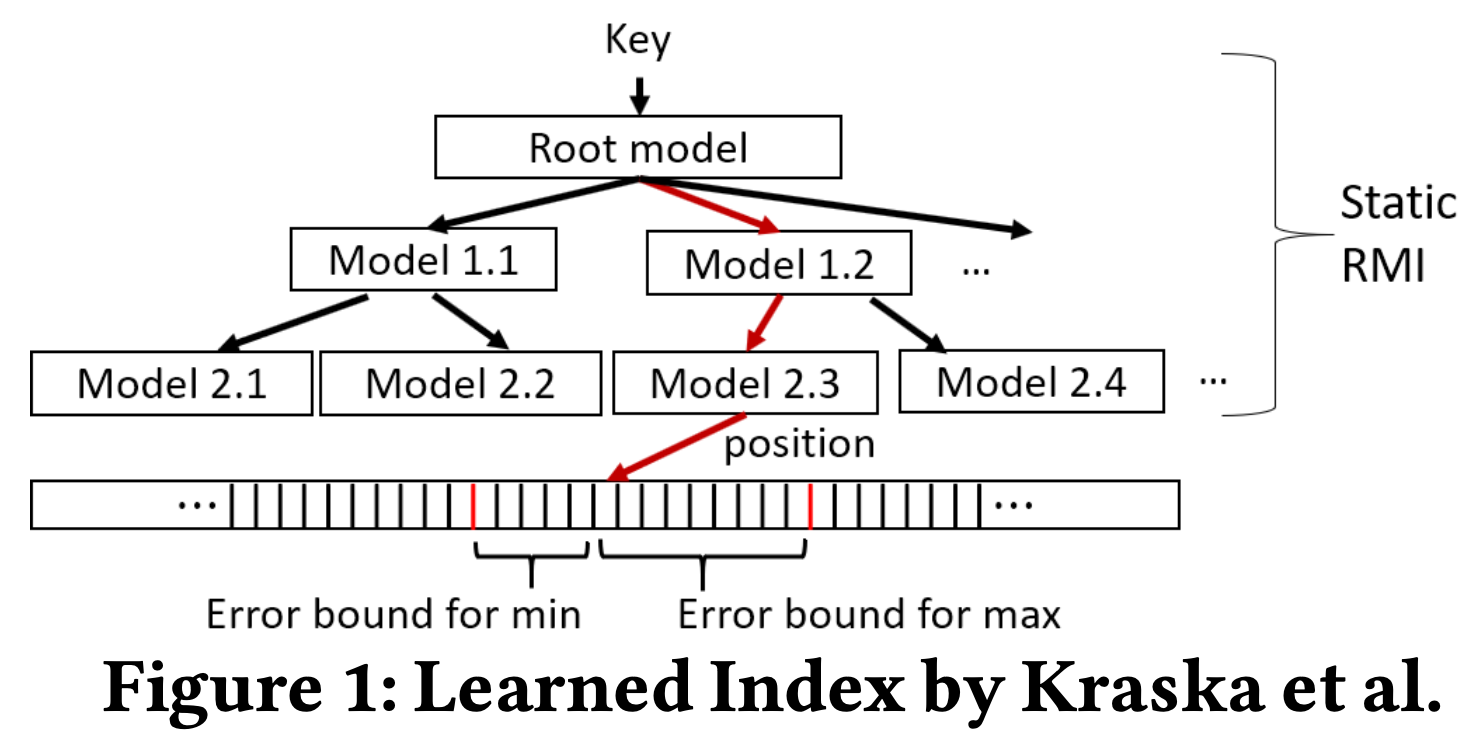 Key
Root model
Model 1.1
Model 1.2
...
Static
RMI
Model 2.1
Model 2.2
Model 2.3
Model 2.4
...
position
...
...
Error bound for min
Error bound for max
Figure 1: Learned Index by Kraska et al.